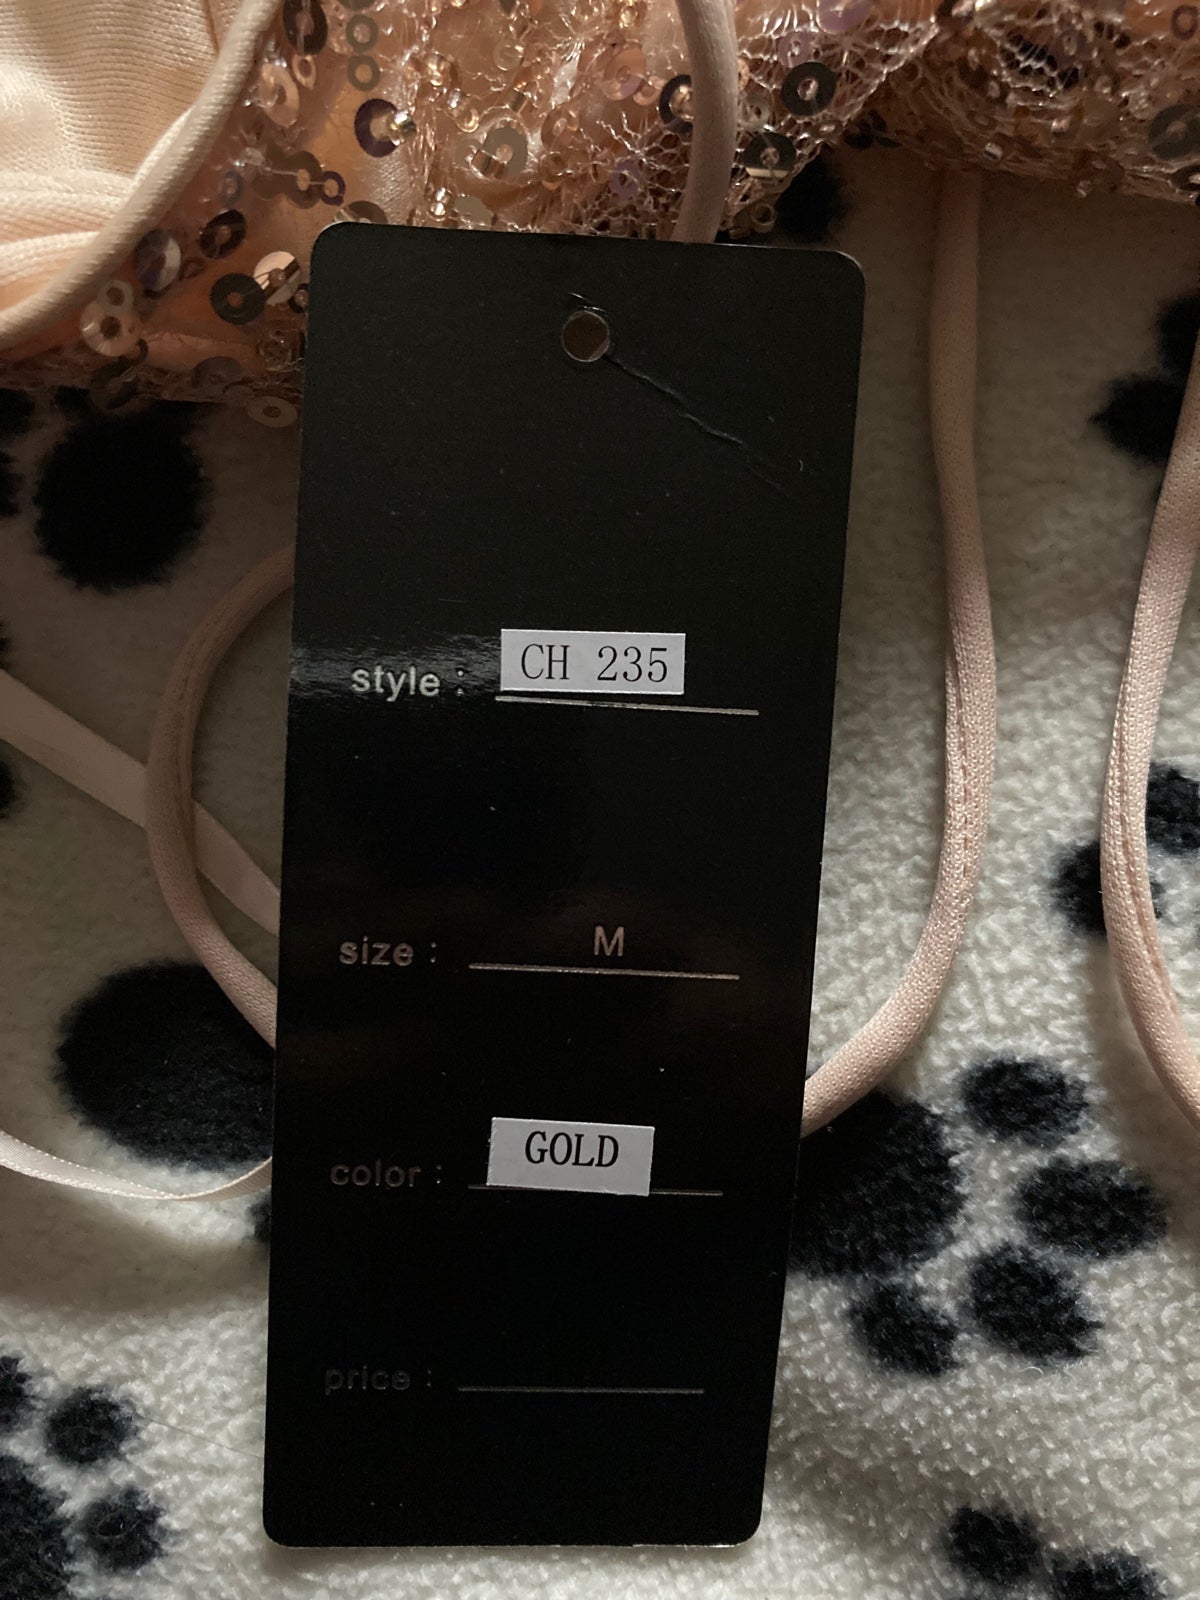 style : CH 235
size : M
color : GOLD
price :